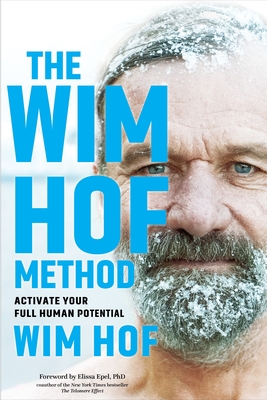 THE
WIM
HOF
METHOD
ACTIVATE YOUR
FULL HUMAN POTENTIAL
WIM HOF
Foreword by Elissa Epel, PhD
coauthor of the New York Times bestseller
The Telomere Effect